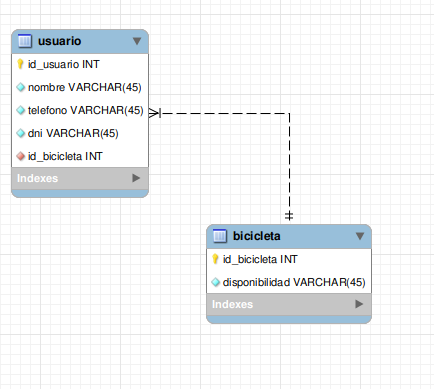 usuario
id_usuario INT
nombre VARCHAR(45)
telefono VARCHAR(45)
dni VARCHAR(45)
id_bicicleta INT
Indexes
bicicleta
id_bicicleta INT
disponibilidad VARCHAR(45)
Indexes